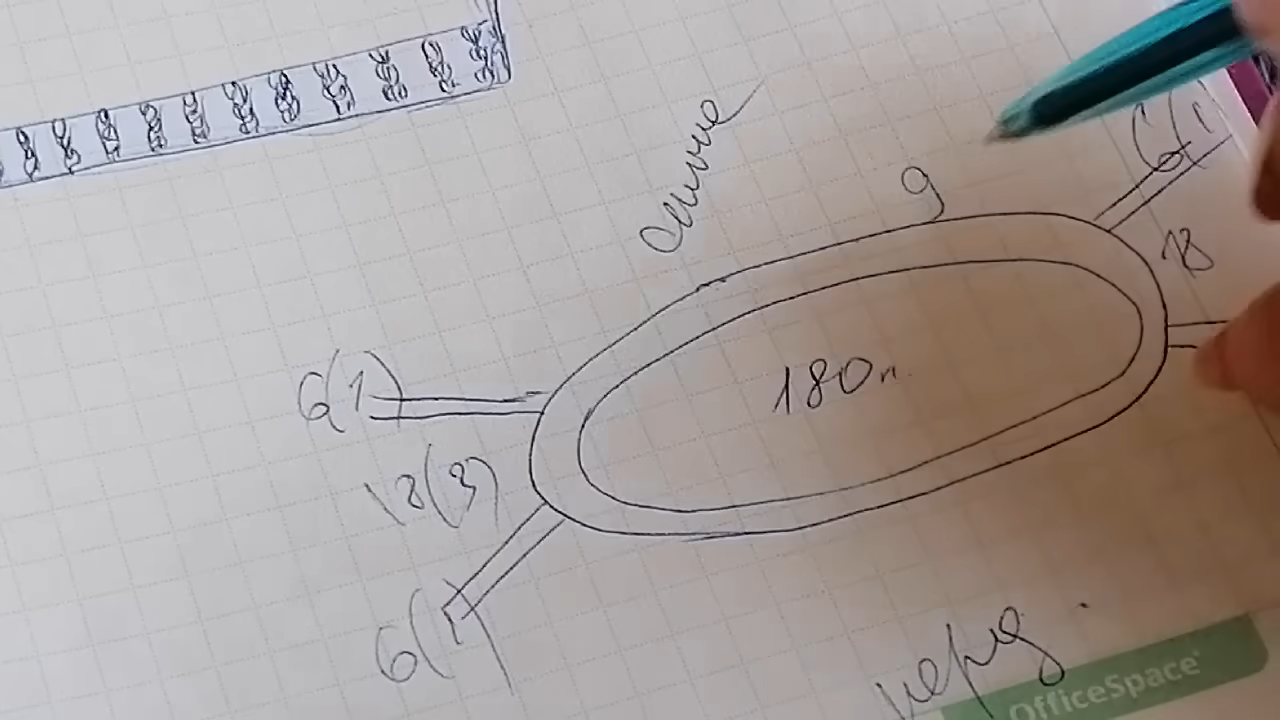 спинка
9
6(1
18
180п.
6(1)
18(3)
6(1)
перед.
OfficeSpace